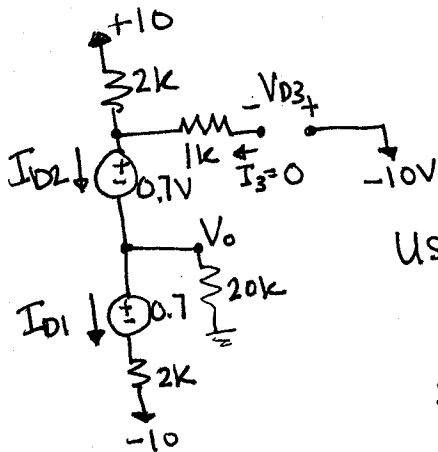 +10
2k
- VD3 +
1k
I3=0
-10V
ID2
+
-
0.7V
Vo
US
20k
ID1
+
-
0.7
2k
-10